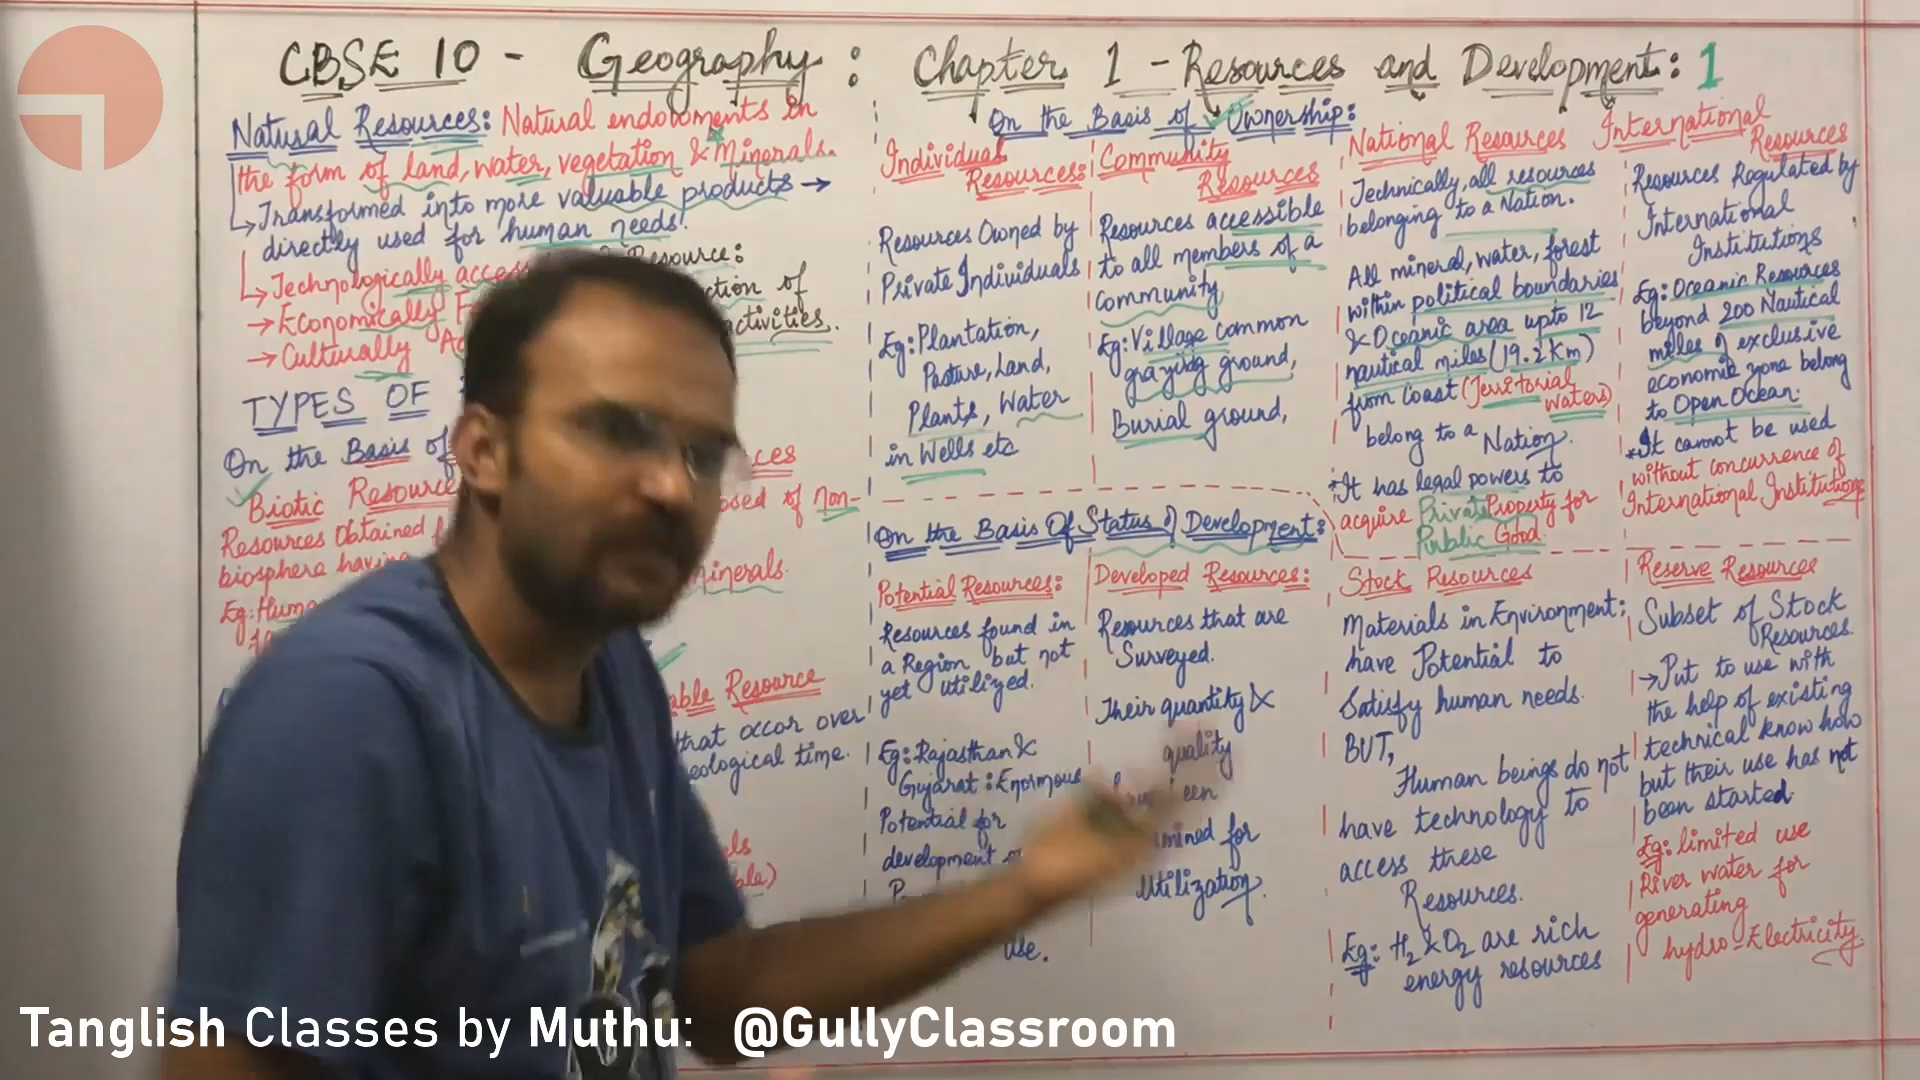 CBSE 10 - Geography : Chapter 1 - Resources and Development: 1
Natural Resources: Natural endowments in
the form of land, water, vegetation & Minerals.
↳ Transformed into more valuable products →
directly used for human needs!
↳ Technologically
→ Economically
→ Culturally
Resource:
of
activities.
TYPES OF
On the Basis of
Biotic
of non-
Resources Obtained
biosphere
Minerals.
Eg:
Resource
that occor over
time.
On the Basis of Ownership:
Individual
Resources:
Resources Owned by
Private Individuals
Eg: Plantation,
Pasture, Land,
Plants, Water
in Wells etc
Community
Resources
Resources accessible
to all members of a
Community
Eg: Village common
grazing ground,
Burial ground,
National Resources
Technically, all resources
belonging to a Nation.
All mineral, water, forest
within political boundaries
& Oceanic area upto 12
nautical miles (19.2 Km)
from Coast (Territorial
Waters)
belong to a Nation.
*It has legal powers to
acquire Private Property for
Public Good.
International
Resources
Resources Regulated by
International
Institutions
Eg: Oceanic Resources
beyond 200 Nautical
miles of exclusive
economic zone belong
to Open Ocean.
*It cannot be used
without concurrence of
International Institutions
On the Basis Of Status of Development:
Potential Resources:
Resources found in
a Region but not
yet utilized.
Eg: Rajasthan &
Gujarat : Enormous
Potential for
development
use.
Developed Resources:
Resources that are
Surveyed.
Their quantity &
quality
for
utilization.
Stock Resources
Materials in Environment:
have Potential to
Satisfy human needs.
BUT,
Human beings do not
have technology to
access these
Resources.
Eg: H₂ & O₂ are rich
energy resources
Reserve Resources
Subset of Stock
Resources.
→ Put to use with
the help of existing
technical know how
but their use has not
been started.
Eg: limited use
River water for
generating
hydro-Electricity.
Tanglish Classes by Muthu: @GullyClassroom